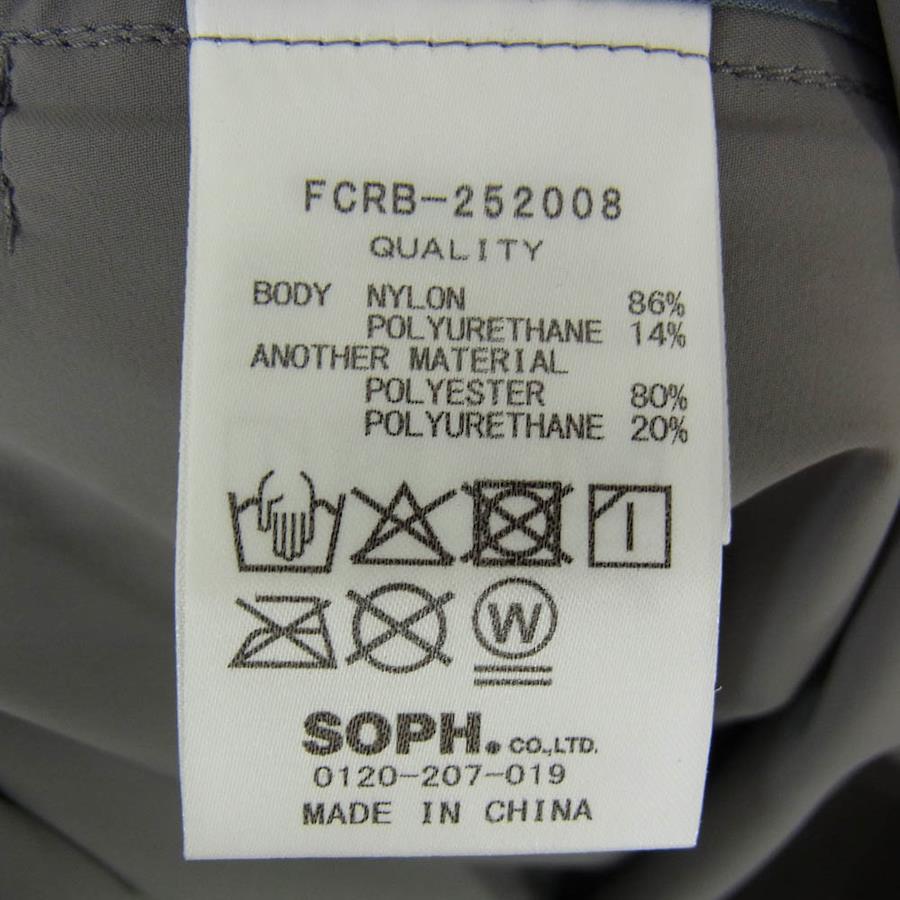 FCRB-252008
QUALITY
BODY NYLON 86%
POLYURETHANE 14%
ANOTHER MATERIAL
POLYESTER 80%
POLYURETHANE 20%
W
SOPH. CO.,LTD.
0120-207-019
MADE IN CHINA